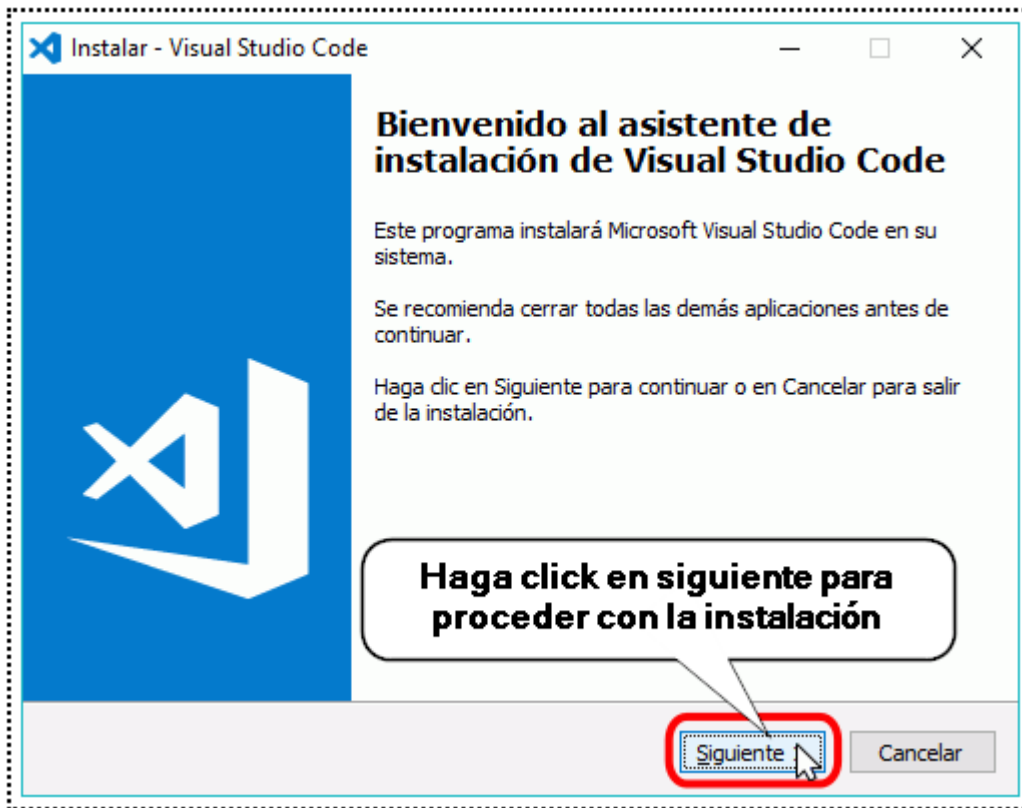 Instalar - Visual Studio Code
Bienvenido al asistente de
instalación de Visual Studio Code
Este programa instalará Microsoft Visual Studio Code en su
sistema.
Se recomienda cerrar todas las demás aplicaciones antes de
continuar.
Haga clic en Siguiente para continuar o en Cancelar para salir
de la instalación.
Haga click en siguiente para
proceder con la instalación
Siguiente
Cancelar